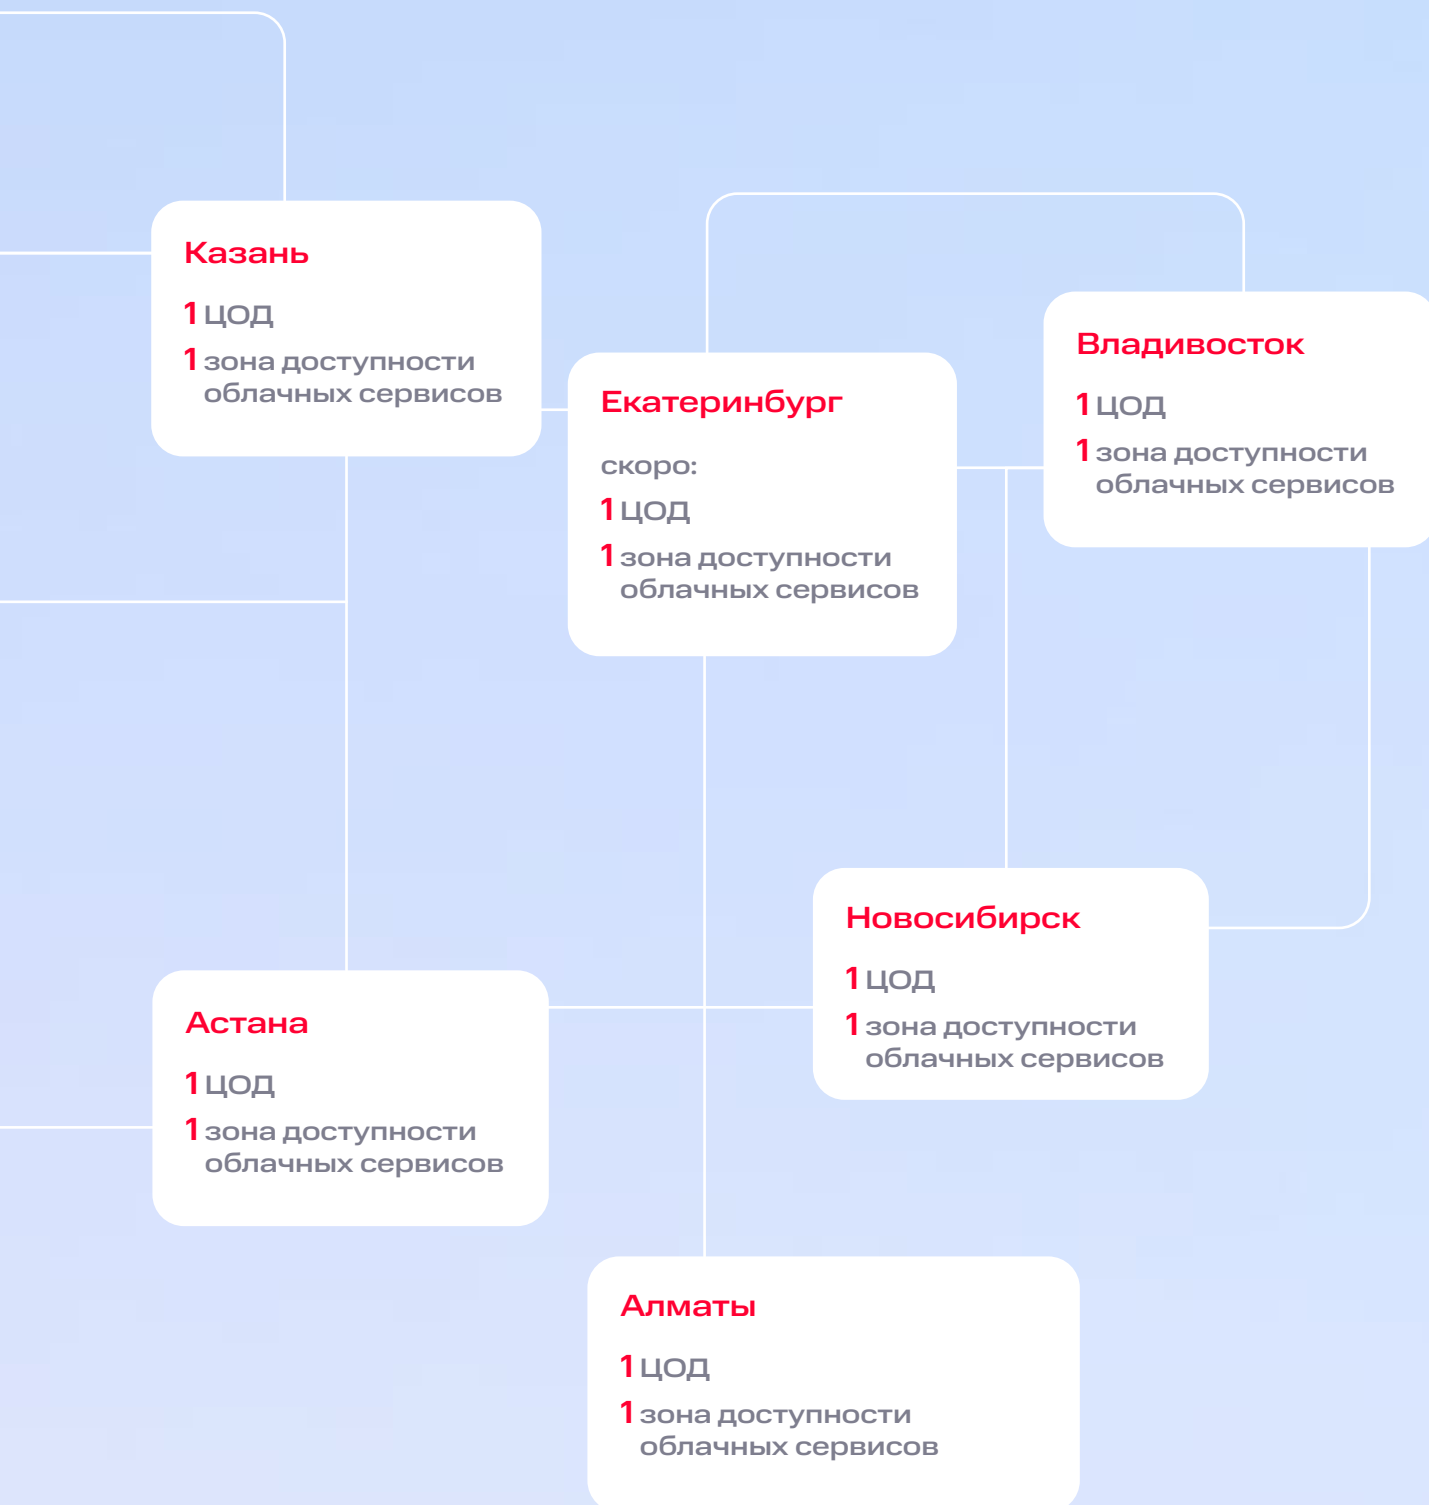 Казань
1 ЦОД
1 зона доступности
облачных сервисов
Екатеринбург
скоро:
1 ЦОД
1 зона доступности
облачных сервисов
Владивосток
1 ЦОД
1 зона доступности
облачных сервисов
Новосибирск
1 ЦОД
1 зона доступности
облачных сервисов
Астана
1 ЦОД
1 зона доступности
облачных сервисов
Алматы
1 ЦОД
1 зона доступности
облачных сервисов